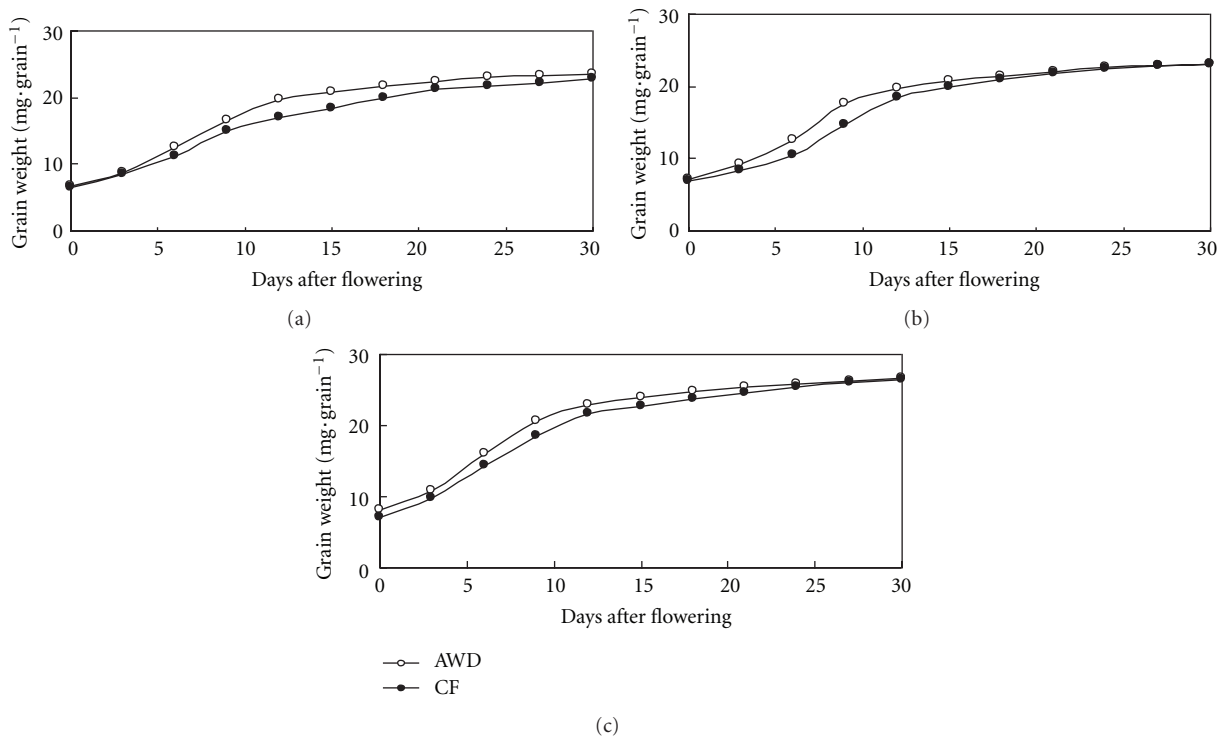 Grain weight (mg·grain⁻¹)
30
20
10
0
0 5 10 15 20 25 30
Days after flowering
(a)
Grain weight (mg·grain⁻¹)
30
20
10
0
0 5 10 15 20 25 30
Days after flowering
(b)
Grain weight (mg·grain⁻¹)
30
20
10
0
0 5 10 15 20 25 30
Days after flowering
AWD
CF
(c)